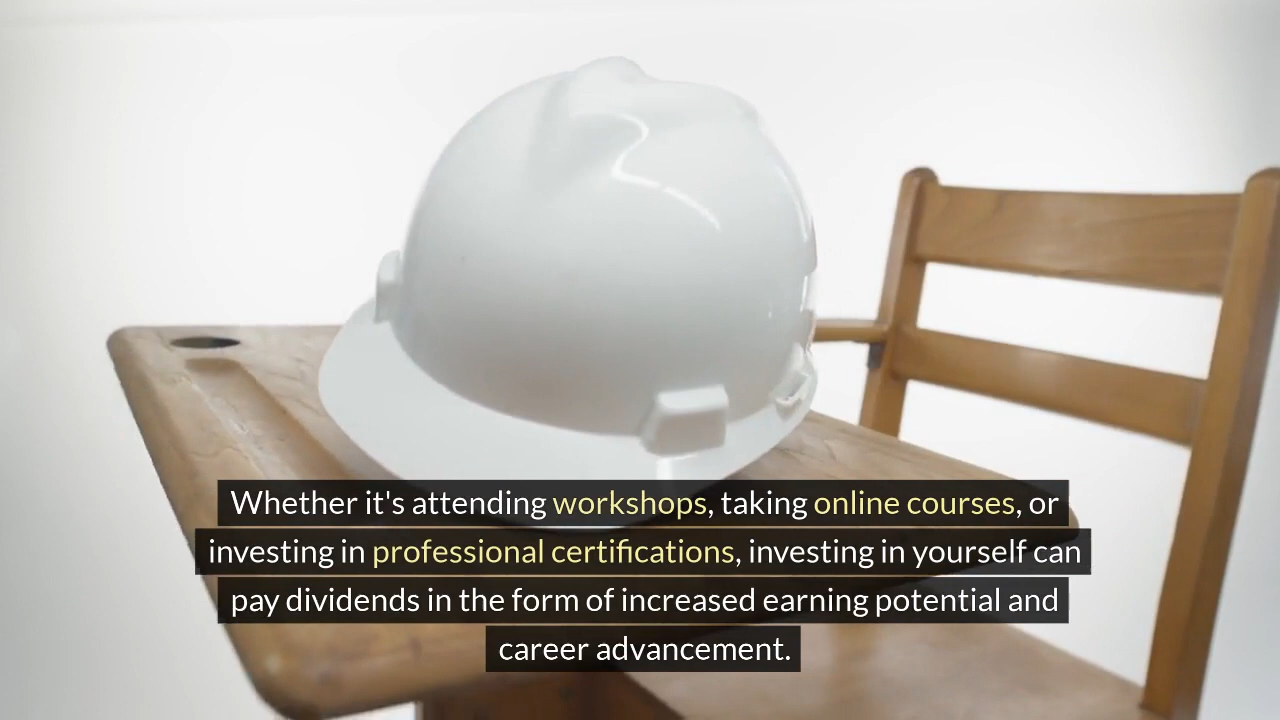 Whether it's attending workshops, taking online courses, or
investing in professional certifications, investing in yourself can
pay dividends in the form of increased earning potential and
career advancement.